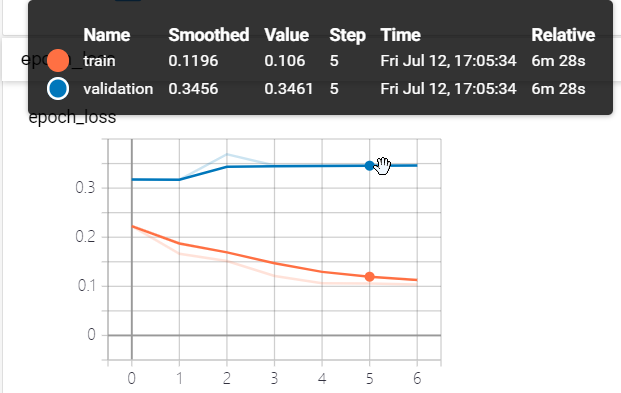 Name Smoothed Value Step Time Relative
train 0.1196 0.106 5 Fri Jul 12, 17:05:34 6m 28s
validation 0.3456 0.3461 5 Fri Jul 12, 17:05:34 6m 28s
epoch_loss
0.3
0.2
0.1
0
0 1 2 3 4 5 6